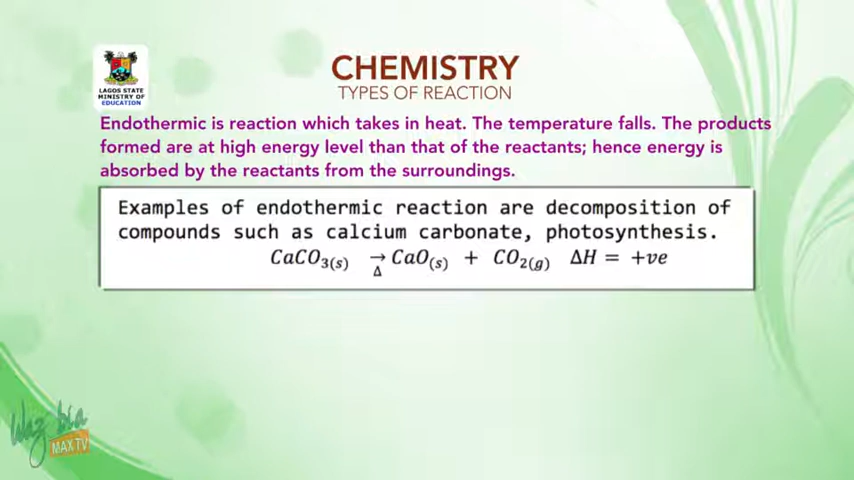 LAGOS STATE
MINISTRY OF
EDUCATION
CHEMISTRY
TYPES OF REACTION
Endothermic is reaction which takes in heat. The temperature falls. The products
formed are at high energy level than that of the reactants; hence energy is
absorbed by the reactants from the surroundings.
Examples of endothermic reaction are decomposition of
compounds such as calcium carbonate, photosynthesis.
CaCO₃(s) →Δ CaO(s) + CO₂(g) ΔH = +ve
Wazobia
MAX TV